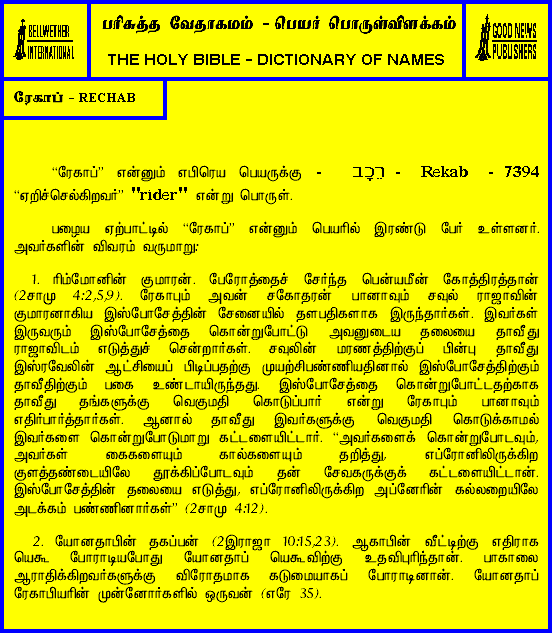 BELLWETHER
INTERNATIONAL
பரிசுத்த வேதாகமம் - பெயர் பொருள்விளக்கம்
THE HOLY BIBLE - DICTIONARY OF NAMES
GOOD NEWS
PUBLISHERS
ரேகாப் - RECHAB
“ரேகாப்” என்னும் எபிரெய பெயருக்கு - רֵכָב - Rekab - 7394
“ஏறிச்செல்கிறவர்” "rider" என்று பொருள்.
பழைய ஏற்பாட்டில் “ரேகாப்” என்னும் பெயரில் இரண்டு பேர் உள்ளனர்.
அவர்களின் விவரம் வருமாறு:
1. ரிம்மோனின் குமாரன். பேரோத்தைச் சேர்ந்த பென்யமீன் கோத்திரத்தான்
(2சாமு 4:2,5,9). ரேகாபும் அவன் சகோதரன் பானாவும் சவுல் ராஜாவின்
குமாரனாகிய இஸ்போசேத்தின் சேனையில் தளபதிகளாக இருந்தார்கள். இவர்கள்
இருவரும் இஸ்போசேத்தை கொன்றுபோட்டு அவனுடைய தலையை தாவீது
ராஜாவிடம் எடுத்துச் சென்றார்கள். சவுலின் மரணத்திற்குப் பின்பு தாவீது
இஸ்ரவேலின் ஆட்சியைப் பிடிப்பதற்கு முயற்சிபண்ணியதினால் இஸ்போசேத்திற்கும்
தாவீதிற்கும் பகை உண்டாயிருந்தது. இஸ்போசேத்தை கொன்றுபோட்டதற்காக
தாவீது தங்களுக்கு வெகுமதி கொடுப்பார் என்று ரேகாபும் பானாவும்
எதிர்பார்த்தார்கள். ஆனால் தாவீது இவர்களுக்கு வெகுமதி கொடுக்காமல்
இவர்களை கொன்றுபோடுமாறு கட்டளையிட்டார். “அவர்களைக் கொன்றுபோடவும்,
அவர்கள் கைகளையும் கால்களையும் தறித்து, எப்ரோனிலிருக்கிற
குளத்தண்டையிலே தூக்கிப்போடவும் தன் சேவகருக்குக் கட்டளையிட்டான்.
இஸ்போசேத்தின் தலையை எடுத்து, எப்ரோனிலிருக்கிற அப்னேரின் கல்லறையிலே
அடக்கம் பண்ணினார்கள்” (2சாமு 4:12).
2. யோனதாபின் தகப்பன் (2இராஜா 10:15,23). ஆகாபின் வீட்டிற்கு எதிராக
யெகூ போராடியபோது யோனதாப் யெகூவிற்கு உதவிபுரிந்தான். பாகாலை
ஆராதிக்கிறவர்களுக்கு விரோதமாக கடுமையாகப் போராடினான். யோனதாப்
ரேகாபியரின் முன்னோர்களில் ஒருவன் (எரே 35).